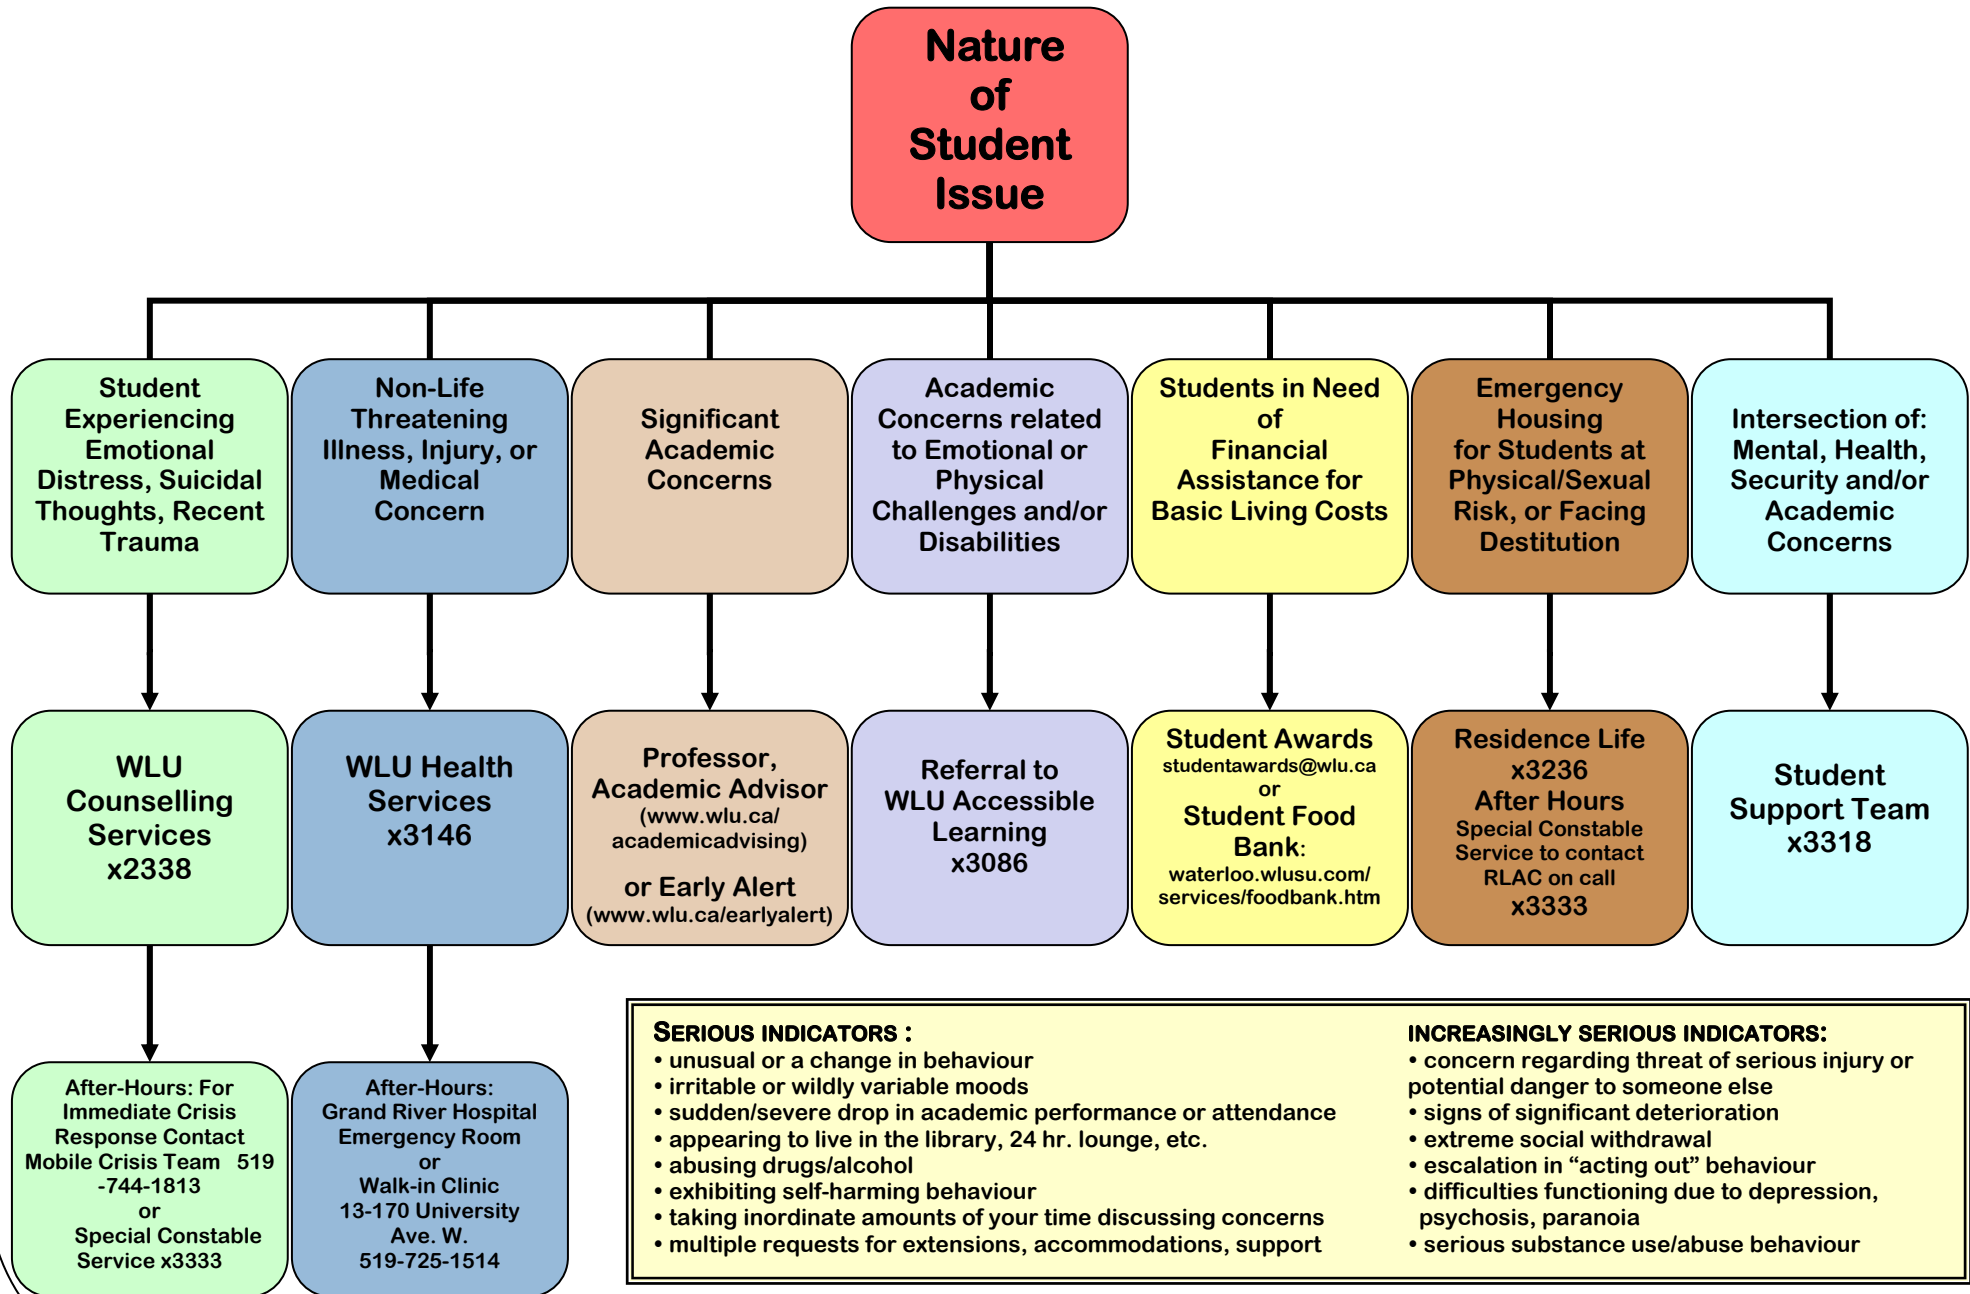 Nature
of
Student
Issue
Student
Experiencing
Emotional
Distress, Suicidal
Thoughts, Recent
Trauma
Non-Life
Threatening
Illness, Injury, or
Medical
Concern
Significant
Academic
Concerns
Academic
Concerns related
to Emotional or
Physical
Challenges and/or
Disabilities
Students in Need
of
Financial
Assistance for
Basic Living Costs
Emergency
Housing
for Students at
Physical/Sexual
Risk, or Facing
Destitution
Intersection of:
Mental, Health,
Security and/or
Academic
Concerns
WLU
Counselling
Services
x2338
WLU Health
Services
x3146
Professor,
Academic Advisor
(www.wlu.ca/
academicadvising)
or Early Alert
(www.wlu.ca/earlyalert)
Referral to
WLU Accessible
Learning
x3086
Student Awards
studentawards@wlu.ca
or
Student Food
Bank:
waterloo.wlusu.com/
services/foodbank.htm
Residence Life
x3236
After Hours
Special Constable
Service to contact
RLAC on call
x3333
Student
Support Team
x3318
After-Hours: For
Immediate Crisis
Response Contact
Mobile Crisis Team 519
-744-1813
or
Special Constable
Service x3333
After-Hours:
Grand River Hospital
Emergency Room
or
Walk-in Clinic
13-170 University
Ave. W.
519-725-1514
SERIOUS INDICATORS :
• unusual or a change in behaviour
• irritable or wildly variable moods
• sudden/severe drop in academic performance or attendance
• appearing to live in the library, 24 hr. lounge, etc.
• abusing drugs/alcohol
• exhibiting self-harming behaviour
• taking inordinate amounts of your time discussing concerns
• multiple requests for extensions, accommodations, support
INCREASINGLY SERIOUS INDICATORS:
• concern regarding threat of serious injury or
potential danger to someone else
• signs of significant deterioration
• extreme social withdrawal
• escalation in “acting out” behaviour
• difficulties functioning due to depression,
psychosis, paranoia
• serious substance use/abuse behaviour